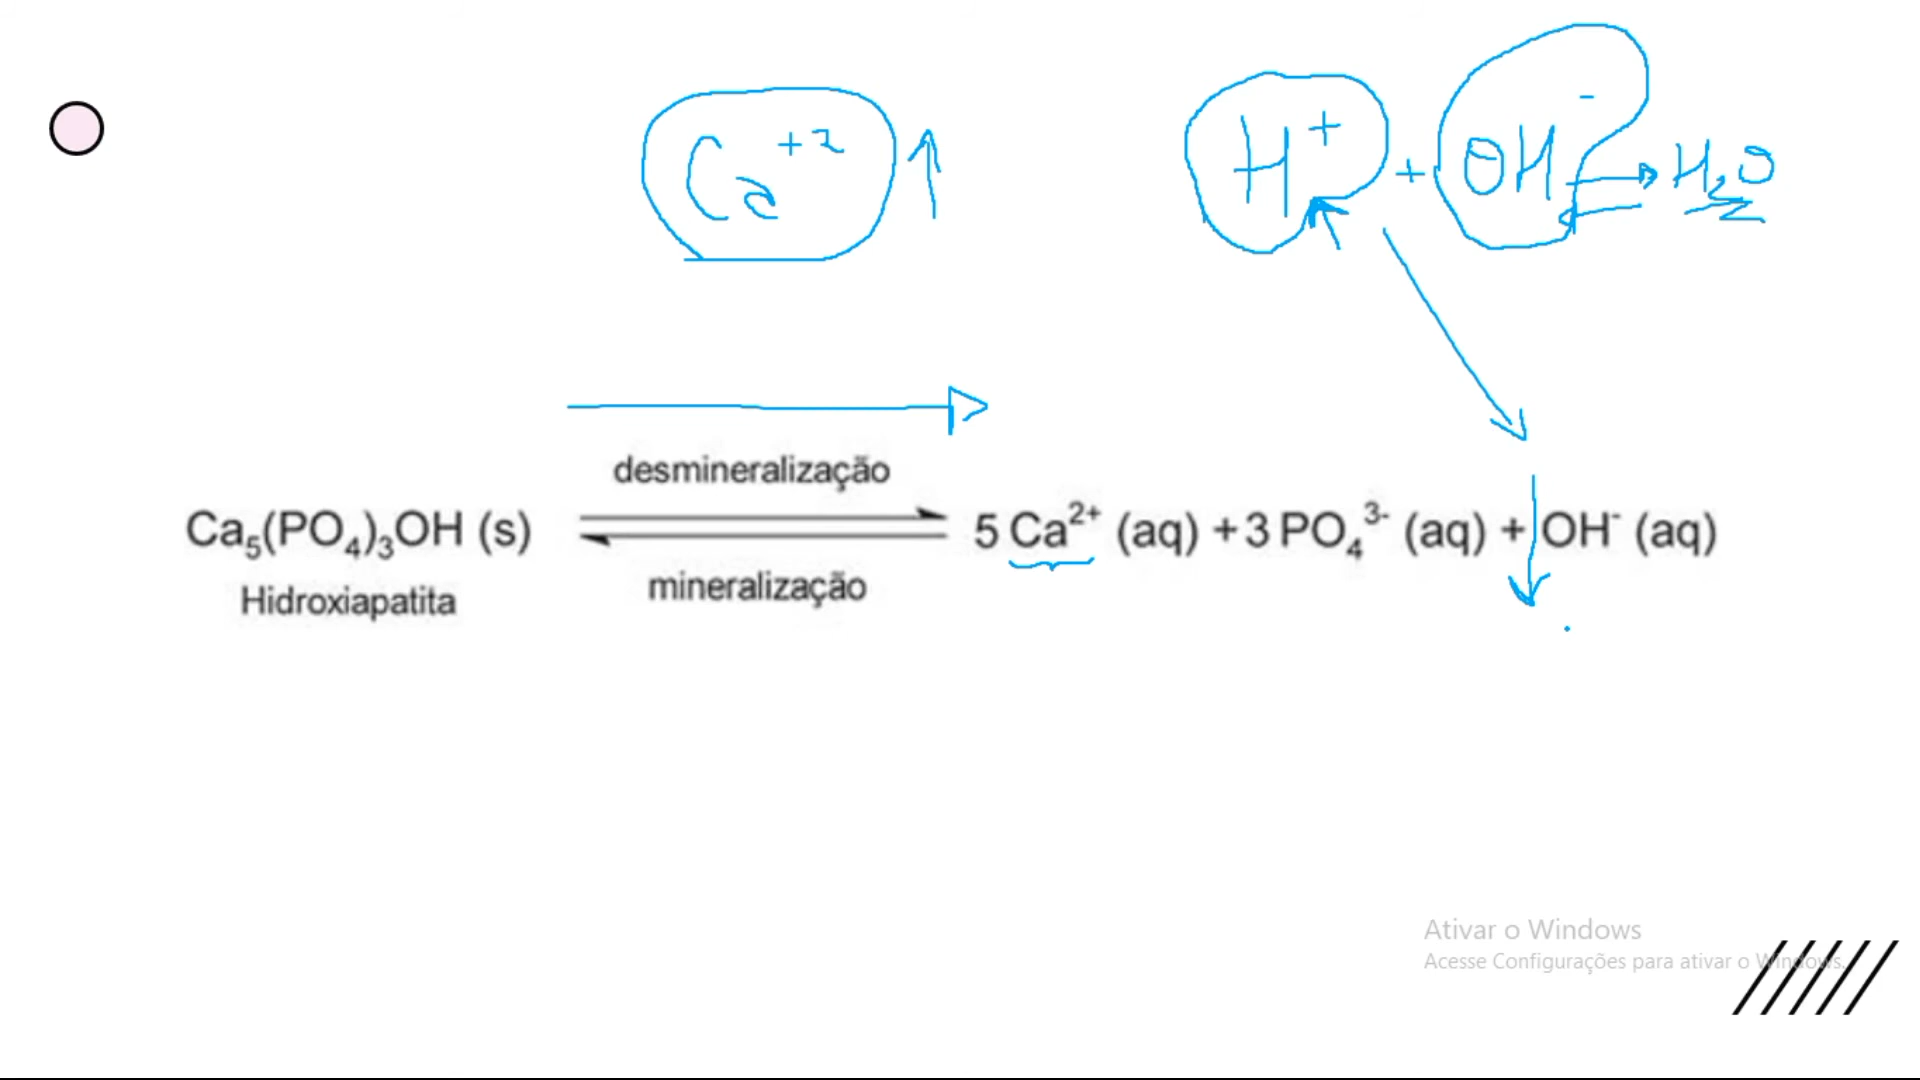 Ca⁺² ↑
H⁺ + OH⁻ ⇌ H₂O
desmineralização
Ca₅(PO₄)₃OH (s) ⇌ 5 Ca²⁺ (aq) + 3 PO₄³⁻ (aq) + OH⁻ (aq)
mineralização
Hidroxiapatita
Ativar o Windows
Acesse Configurações para ativar o Windows.